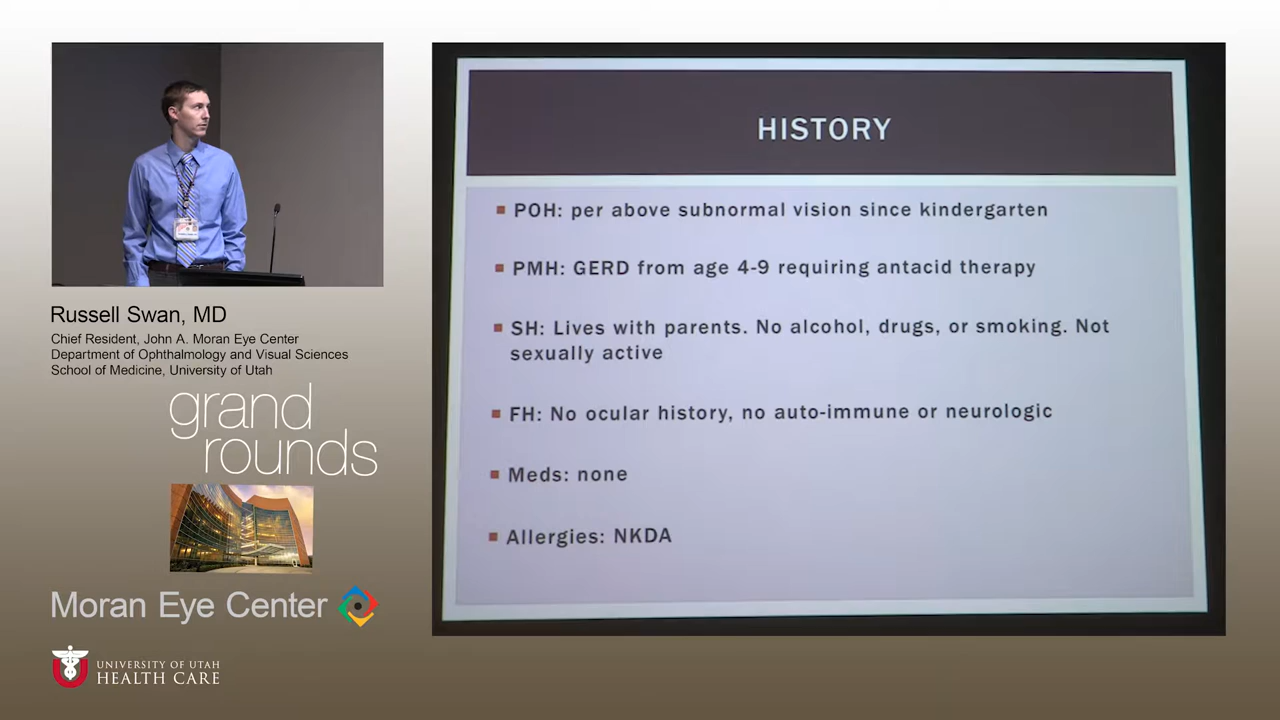 Russell Swan, MD
Chief Resident, John A. Moran Eye Center
Department of Ophthalmology and Visual Sciences
School of Medicine, University of Utah
grand
rounds
Moran Eye Center
UNIVERSITY OF UTAH
HEALTH CARE
HISTORY
POH: per above subnormal vision since kindergarten
PMH: GERD from age 4-9 requiring antacid therapy
SH: Lives with parents. No alcohol, drugs, or smoking. Not
sexually active
FH: No ocular history, no auto-immune or neurologic
Meds: none
Allergies: NKDA